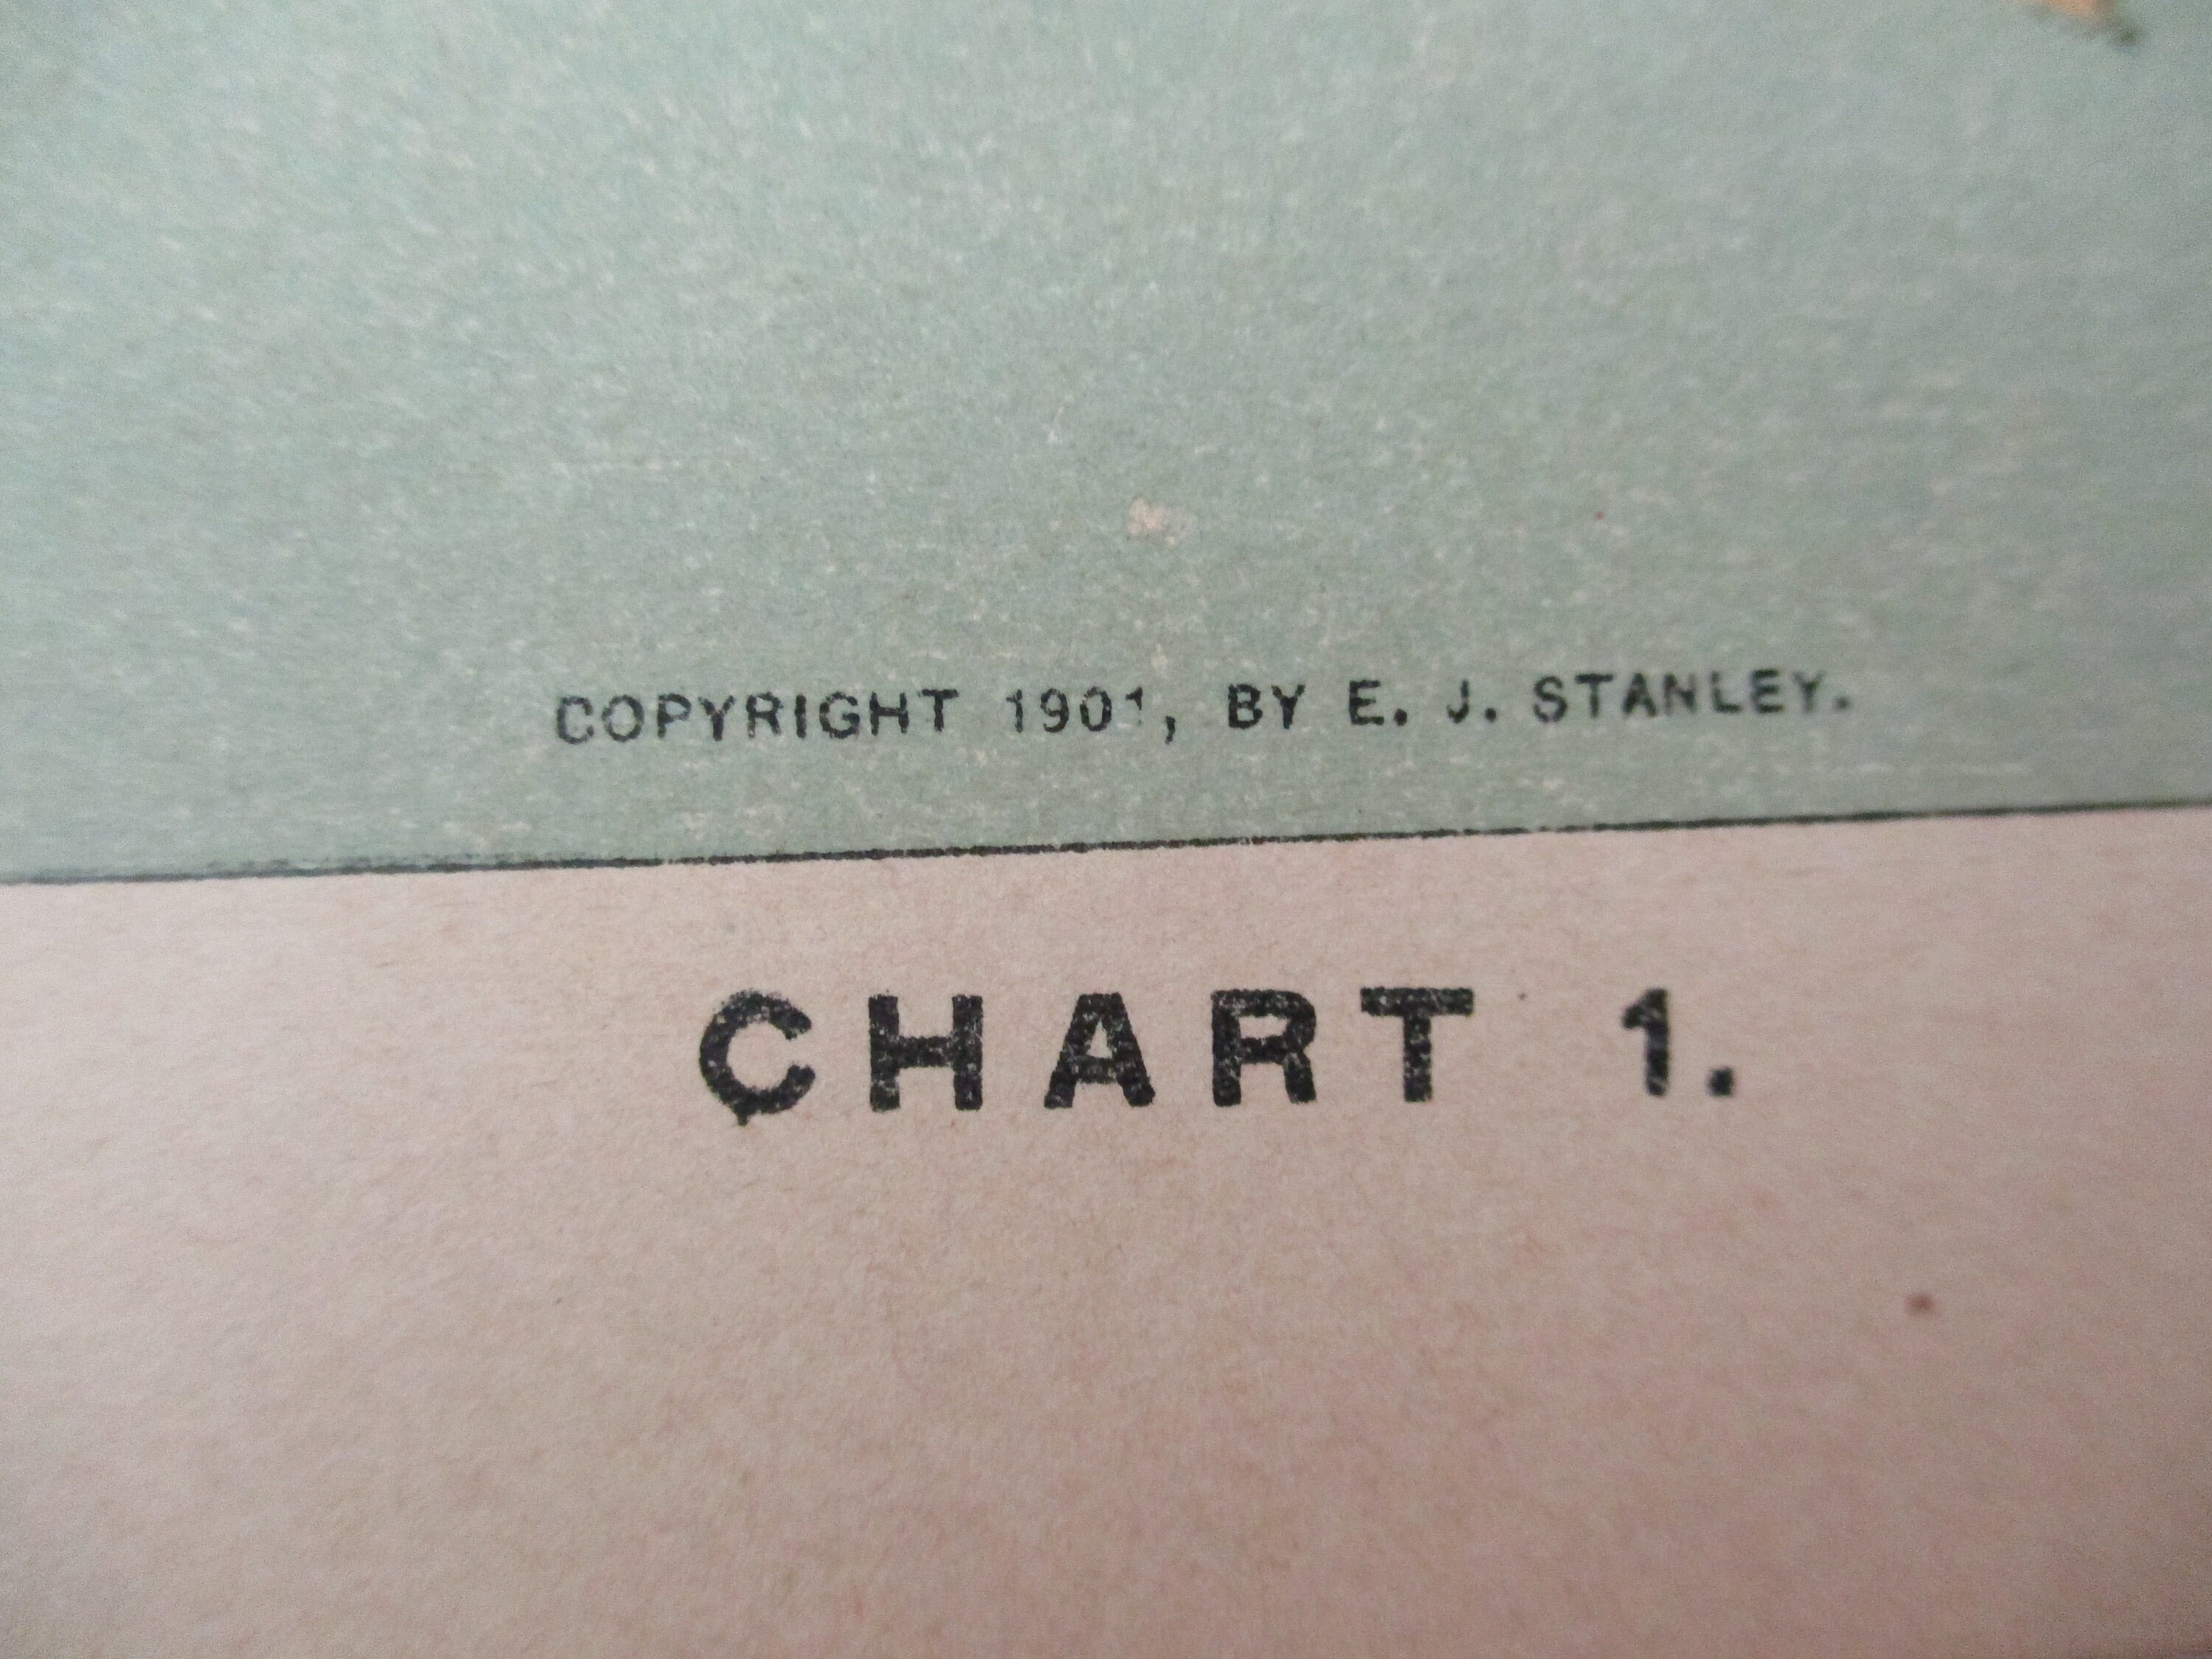 COPYRIGHT 1901, BY E. J. STANLEY.
CHART 1.